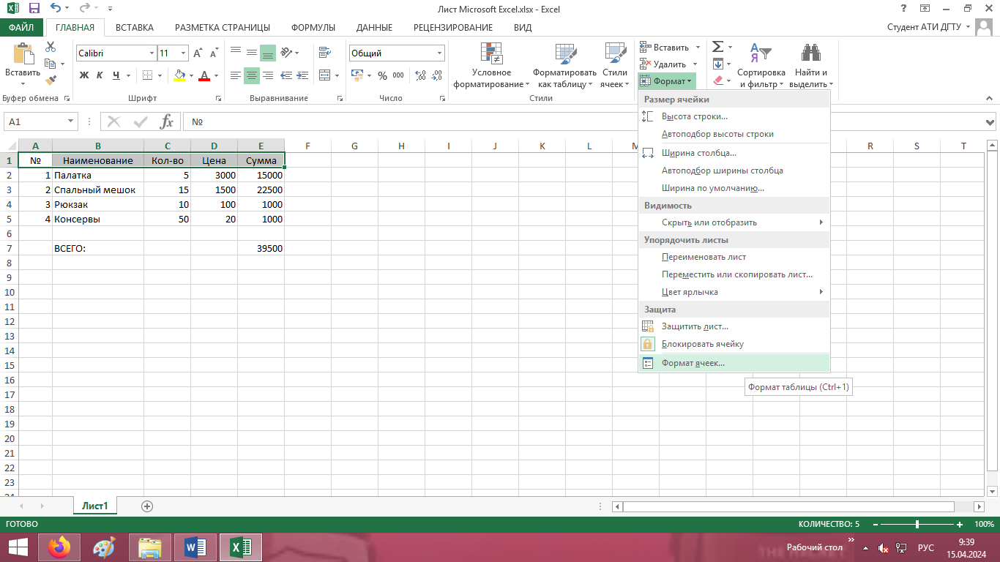 Лист Microsoft Excel.xlsx - Excel
?
ФАЙЛ ГЛАВНАЯ ВСТАВКА РАЗМЕТКА СТРАНИЦЫ ФОРМУЛЫ ДАННЫЕ РЕЦЕНЗИРОВАНИЕ ВИД Студент АТИ ДГТУ
Вставить
Буфер обмена
Calibri 11
Ж К Ч
Шрифт
Выравнивание
Общий
% 000
Число
Условное форматирование
Форматировать как таблицу
Стили ячеек
Стили
Вставить
Удалить
Формат
Сортировка и фильтр
Найти и выделить
A1 fx №
A B C D E F G H I J K L M R S T
1 № Наименование Кол-во Цена Сумма
2 1 Палатка 5 3000 15000
3 2 Спальный мешок 15 1500 22500
4 3 Рюкзак 10 100 1000
5 4 Консервы 50 20 1000
6
7 ВСЕГО: 39500
8
9
10
11
12
13
14
15
16
17
18
19
20
21
22
23
Размер ячейки
Высота строки...
Автоподбор высоты строки
Ширина столбца...
Автоподбор ширины столбца
Ширина по умолчанию...
Видимость
Скрыть или отобразить
Упорядочить листы
Переименовать лист
Переместить или скопировать лист...
Цвет ярлычка
Защита
Защитить лист...
Блокировать ячейку
Формат ячеек...
Формат таблицы (Ctrl+1)
Лист1
ГОТОВО КОЛИЧЕСТВО: 5 100%
Рабочий стол » РУС 9:39
15.04.2024